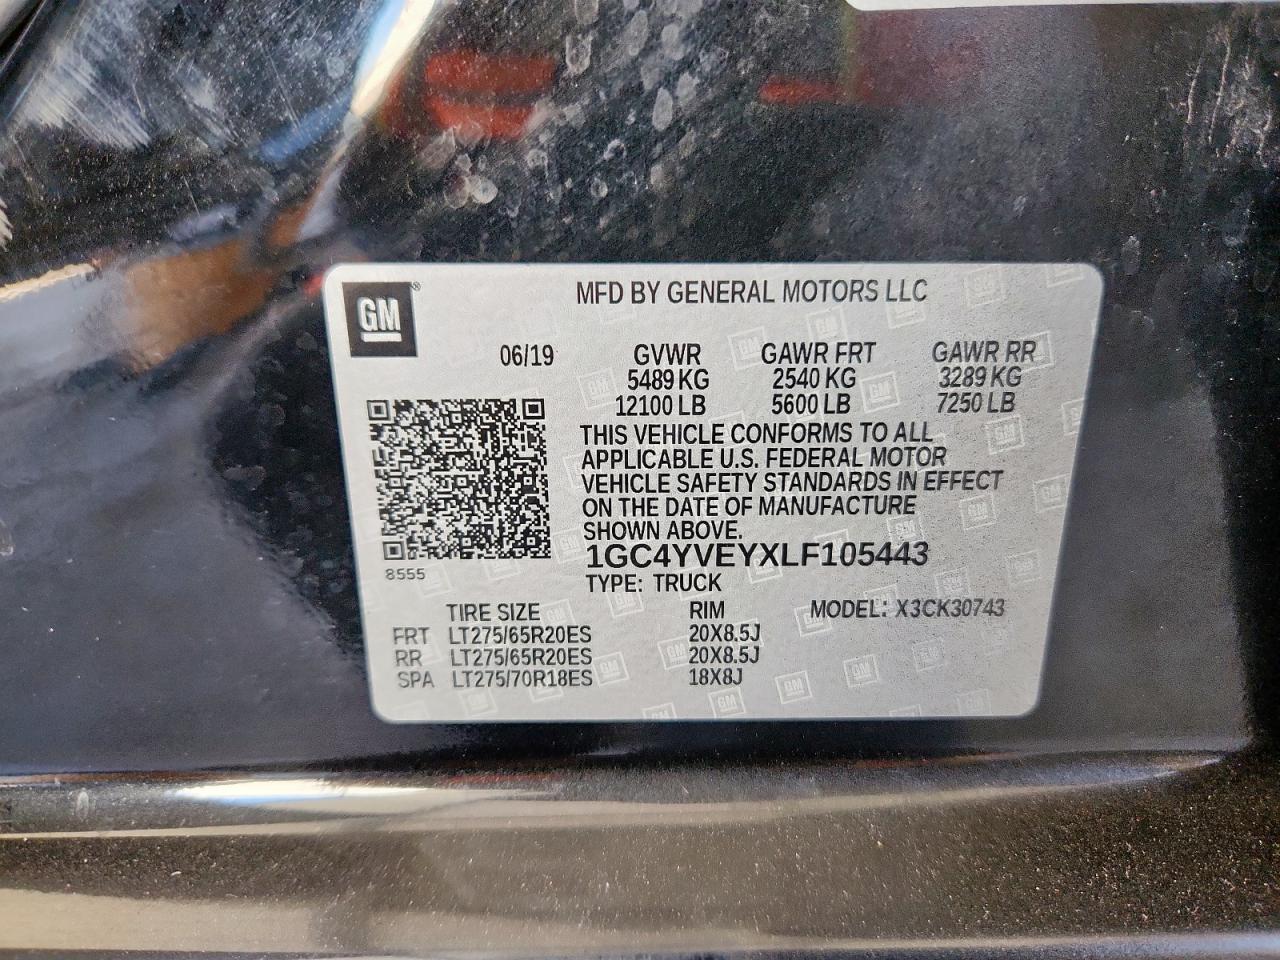 GM
MFD BY GENERAL MOTORS LLC
06/19 GVWR GAWR FRT GAWR RR
5489 KG 2540 KG 3289 KG
12100 LB 5600 LB 7250 LB
THIS VEHICLE CONFORMS TO ALL
APPLICABLE U.S. FEDERAL MOTOR
VEHICLE SAFETY STANDARDS IN EFFECT
ON THE DATE OF MANUFACTURE
SHOWN ABOVE.
1GC4YVEYXLF105443
8555
TYPE: TRUCK
TIRE SIZE RIM MODEL: X3CK30743
FRT LT275/65R20ES 20X8.5J
RR LT275/65R20ES 20X8.5J
SPA LT275/70R18ES 18X8J